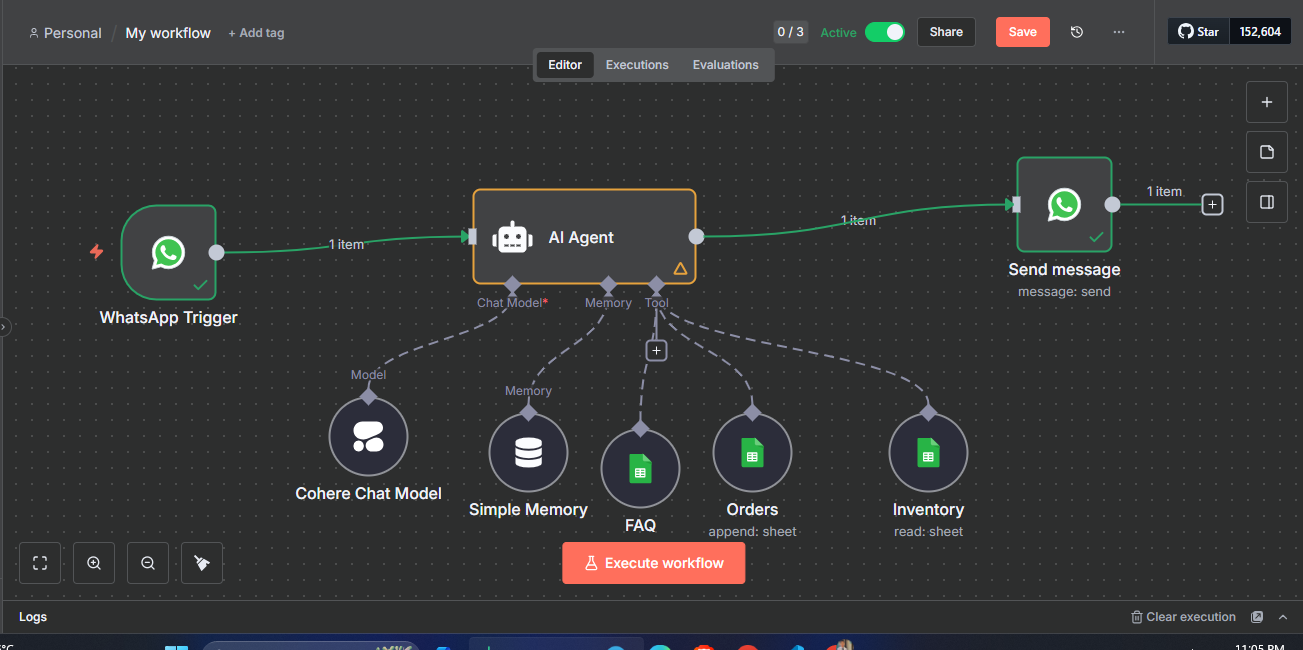 Personal / My workflow + Add tag
0 / 3 Active Share Save ... Star 152,604
Editor Executions Evaluations
1 item
1 item
1 item
AI Agent
Send message
message: send
WhatsApp Trigger
Chat Model* Memory Tool
Model
Memory
Cohere Chat Model
Simple Memory
FAQ
Orders
append: sheet
Inventory
read: sheet
Execute workflow
Logs
Clear execution
11:05 PM